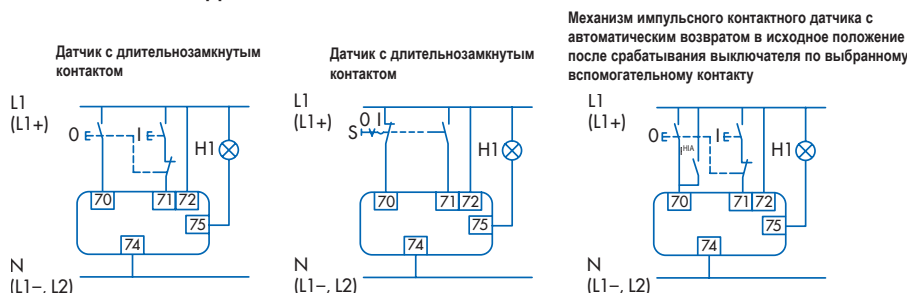 Датчик с длительнозамкнутым
контактом
L1
(L1+)
0
I
H1
70
71
72
75
74
N
(L1–, L2)
Датчик с длительнозамкнутым
контактом
L1
(L1+)
0 I
S
H1
70
71
72
75
74
N
(L1–, L2)
Механизм импульсного контактного датчика с
автоматическим возвратом в исходное положение
после срабатывания выключателя по выбранному
вспомогательному контакту
L1
(L1+)
0
I
HIA
H1
70
71
72
75
74
N
(L1–, L2)